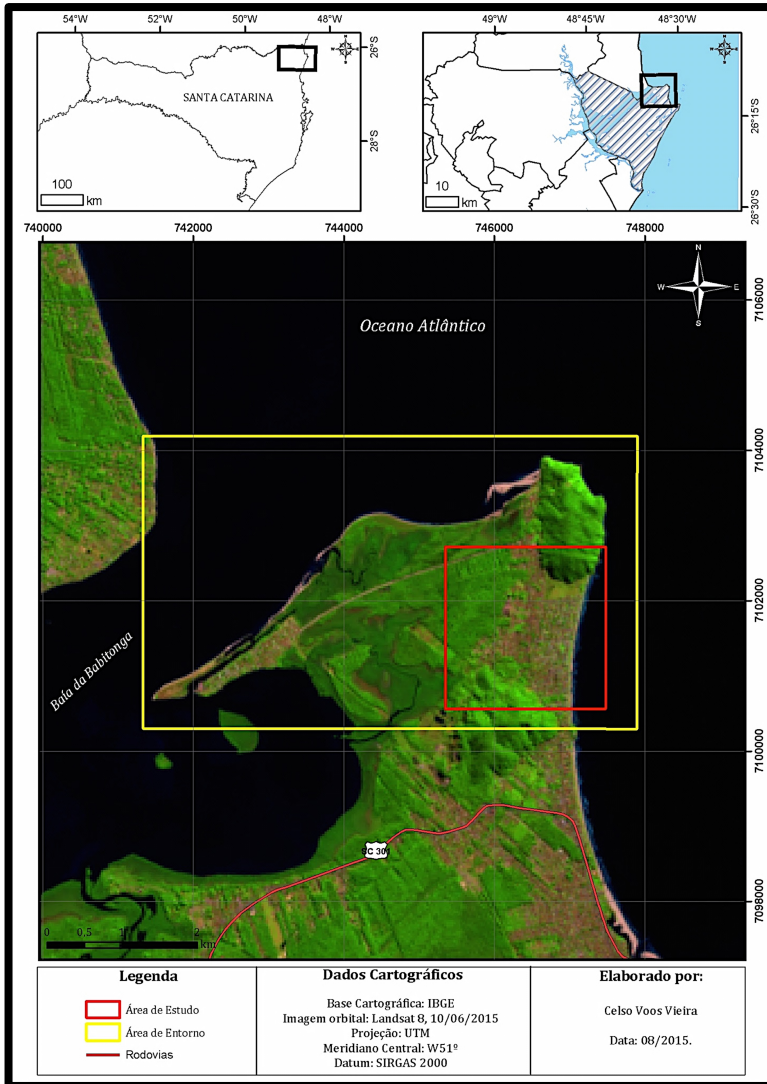 54°W 52°W 50°W 48°W
26°S
28°S
SANTA CATARINA
100
km
49°W 48°45'W 48°30'W
26°15'S
26°30'S
10
km
740000 742000 744000 746000 748000
7106000
7104000
7102000
7100000
7098000
N
W E
S
Oceano Atlântico
Baía da Babitonga
SC 301
0 0,5 1 2
km
Legenda
Área de Estudo
Área de Entorno
Rodovias
Dados Cartográficos
Base Cartográfica: IBGE
Imagem orbital: Landsat 8, 10/06/2015
Projeção: UTM
Meridiano Central: W51º
Datum: SIRGAS 2000
Elaborado por:
Celso Voos Vieira
Data: 08/2015.